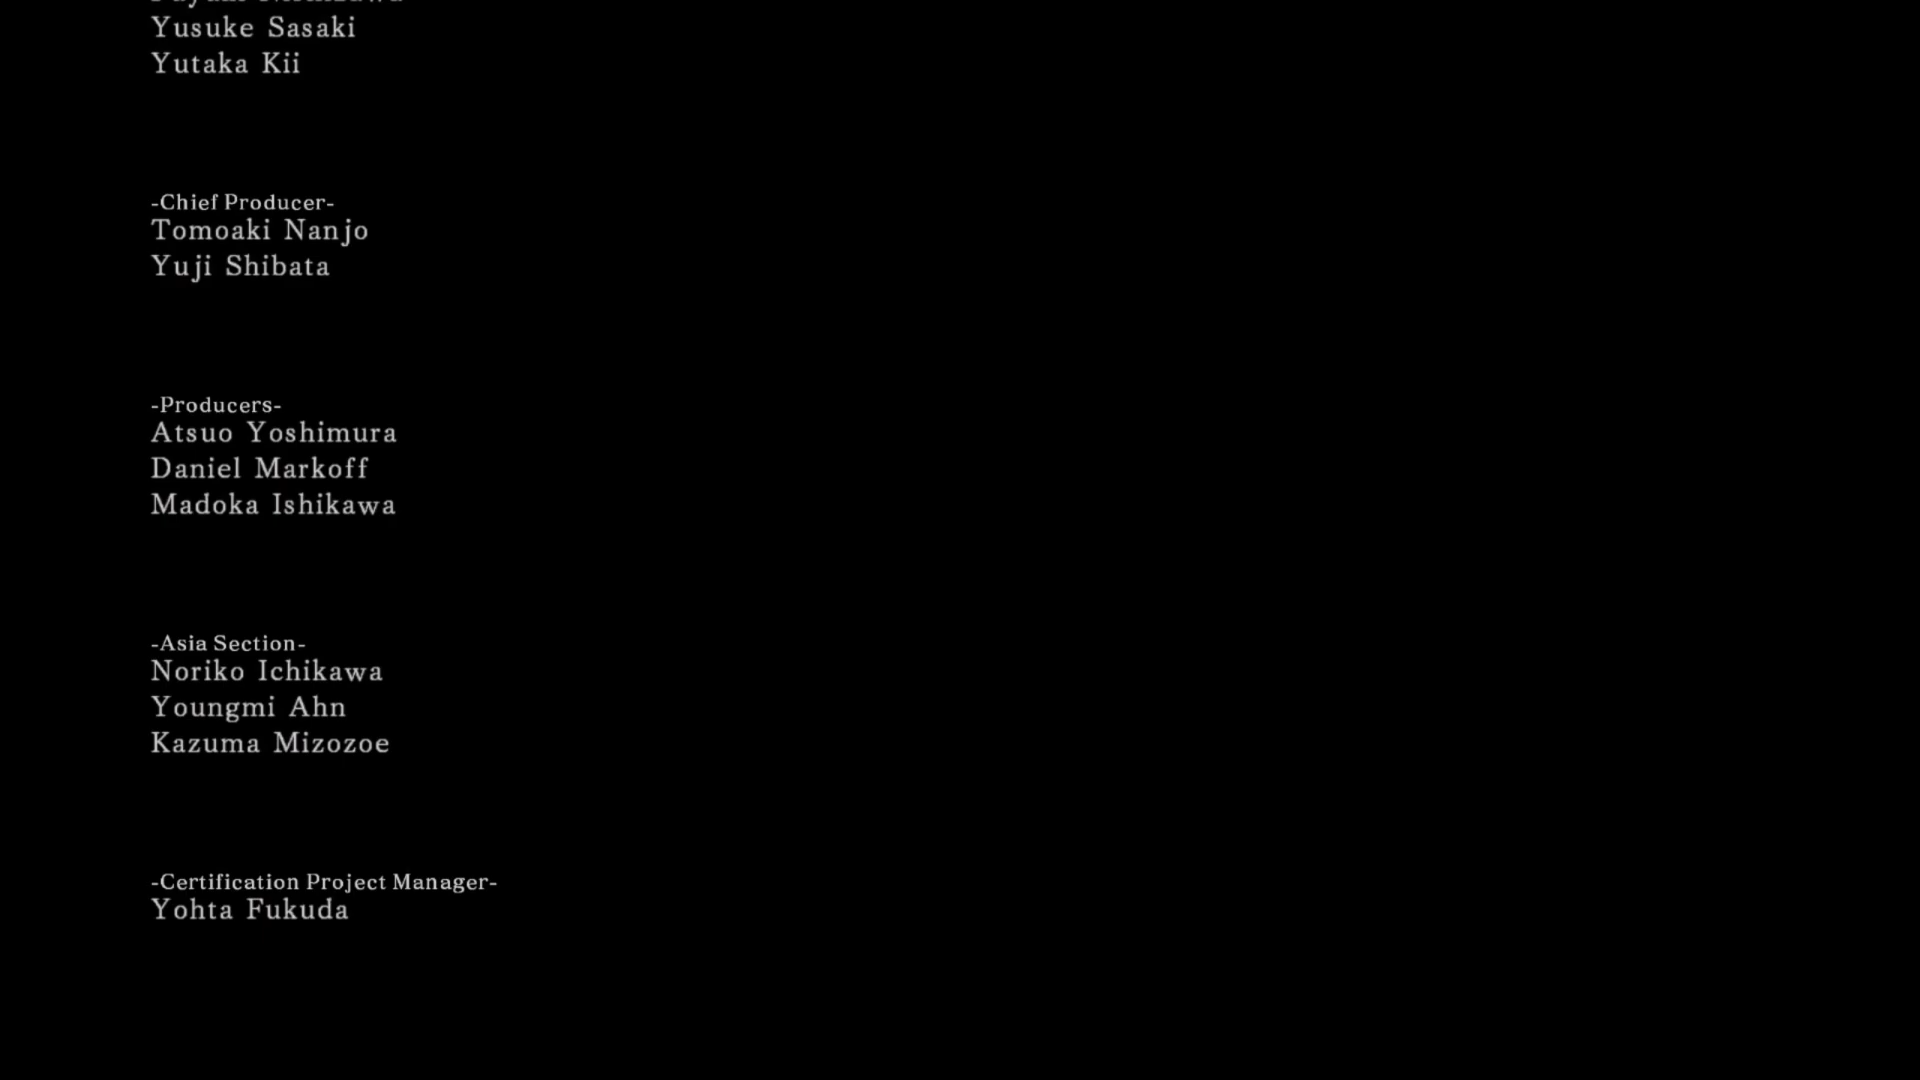 Yusuke Sasaki
Yutaka Kii
-Chief Producer-
Tomoaki Nanjo
Yuji Shibata
-Producers-
Atsuo Yoshimura
Daniel Markoff
Madoka Ishikawa
-Asia Section-
Noriko Ichikawa
Youngmi Ahn
Kazuma Mizozoe
-Certification Project Manager-
Yohta Fukuda